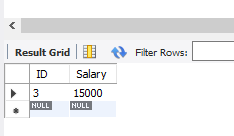 Result Grid Filter Rows:
ID Salary
3 15000
NULL NULL